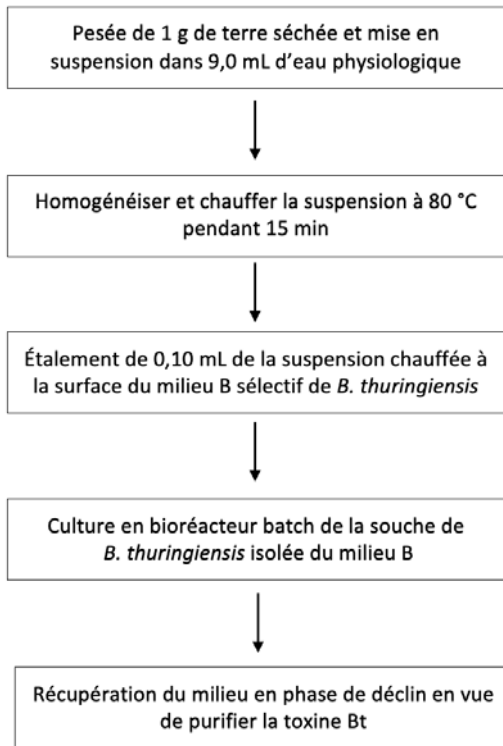 Pesée de 1 g de terre séchée et mise en
suspension dans 9,0 mL d’eau physiologique
Homogénéiser et chauffer la suspension à 80 °C
pendant 15 min
Étalement de 0,10 mL de la suspension chauffée à
la surface du milieu B sélectif de B. thuringiensis
Culture en bioréacteur batch de la souche de
B. thuringiensis isolée du milieu B
Récupération du milieu en phase de déclin en vue
de purifier la toxine Bt